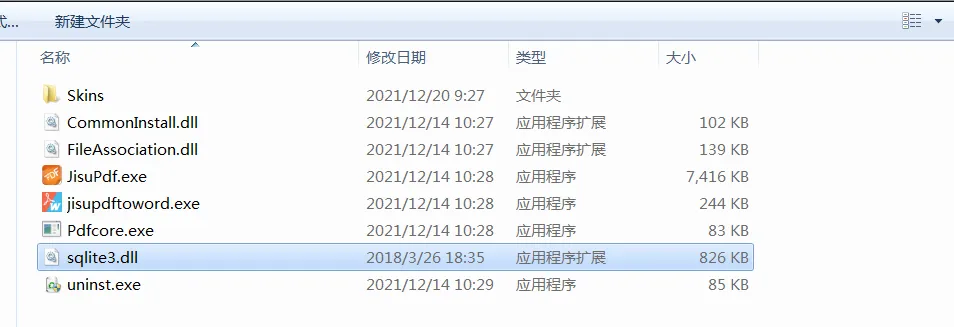 式... 新建文件夹
名称 修改日期 类型 大小
Skins 2021/12/20 9:27 文件夹
CommonInstall.dll 2021/12/14 10:27 应用程序扩展 102 KB
FileAssociation.dll 2021/12/14 10:27 应用程序扩展 139 KB
JisuPdf.exe 2021/12/14 10:28 应用程序 7,416 KB
jisupdftoword.exe 2021/12/14 10:28 应用程序 244 KB
Pdfcore.exe 2021/12/14 10:28 应用程序 83 KB
sqlite3.dll 2018/3/26 18:35 应用程序扩展 826 KB
uninst.exe 2021/12/14 10:29 应用程序 85 KB